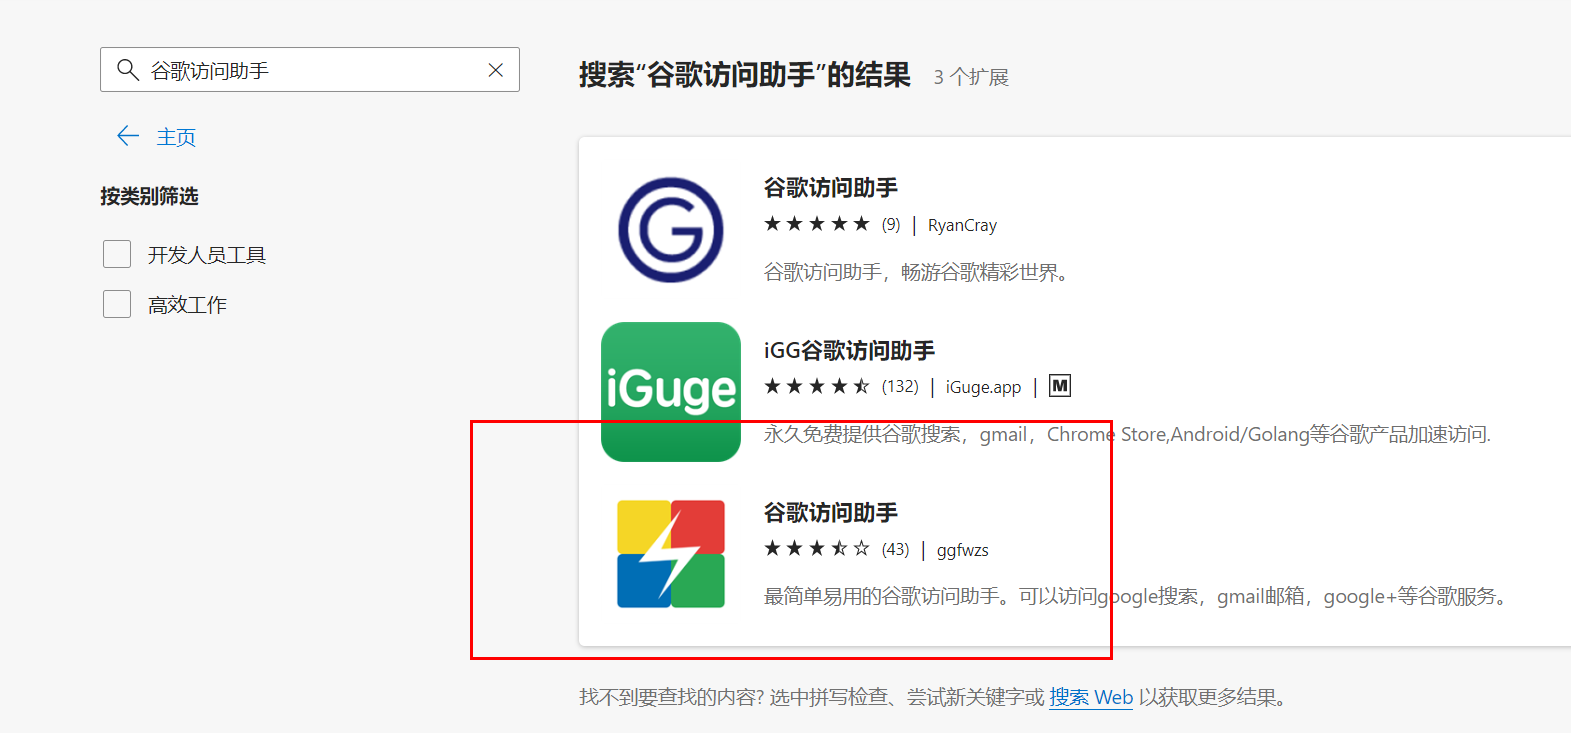 谷歌访问助手
主页
按类别筛选
开发人员工具
高效工作
搜索“谷歌访问助手”的结果 3 个扩展
谷歌访问助手
(9) | RyanCray
谷歌访问助手，畅游谷歌精彩世界。
iGuge
iGG谷歌访问助手
(132) | iGuge.app | M
永久免费提供谷歌搜索，gmail，Chrome Store,Android/Golang等谷歌产品加速访问.
谷歌访问助手
(43) | ggfwzs
最简单易用的谷歌访问助手。可以访问google搜索，gmail邮箱，google+等谷歌服务。
找不到要查找的内容? 选中拼写检查、尝试新关键字或 搜索 Web 以获取更多结果。